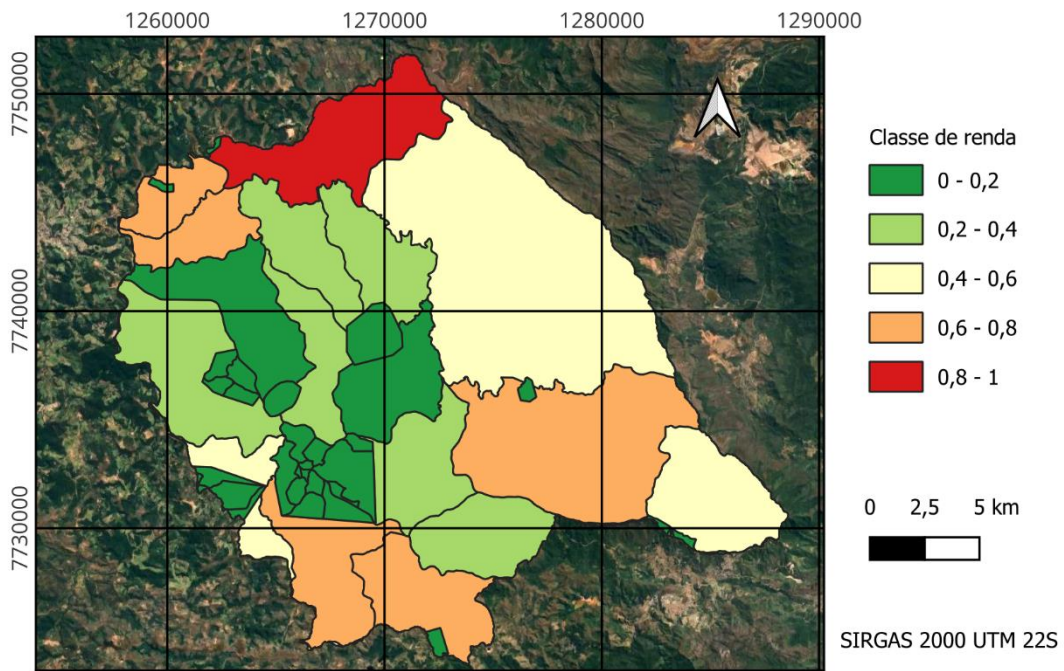 1260000 1270000 1280000 1290000
7750000
7740000
7730000
Classe de renda
0 - 0,2
0,2 - 0,4
0,4 - 0,6
0,6 - 0,8
0,8 - 1
0 2,5 5 km
SIRGAS 2000 UTM 22S